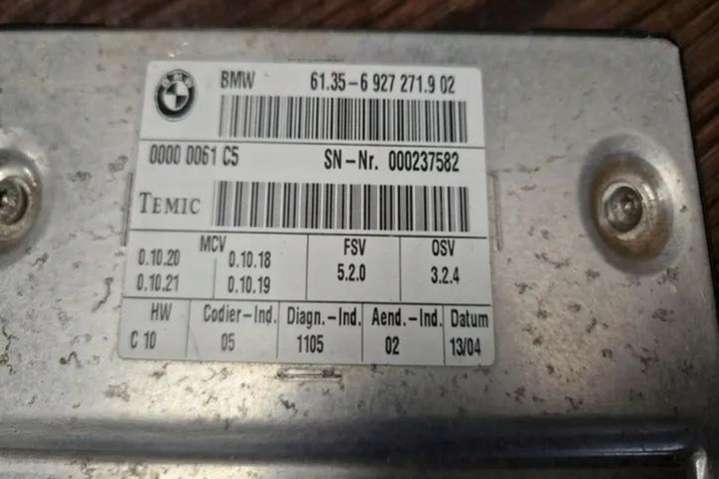 BMW 61.35-6 927 271.9 02
0000 0061 C5 SN-Nr. 000237582
TEMIC
MCV FSV OSV
0.10.20 0.10.18 5.2.0 3.2.4
0.10.21 0.10.19
HW Codier-Ind. Diagn.-Ind. Aend.-Ind. Datum
C 10 05 1105 02 13/04